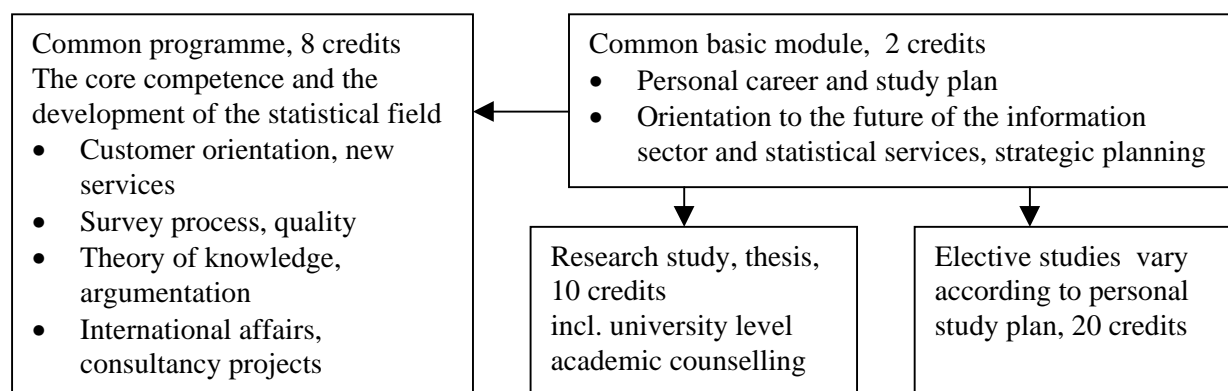 Common programme, 8 credits
The core competence and the
development of the statistical field
• Customer orientation, new
services
• Survey process, quality
• Theory of knowledge,
argumentation
• International affairs,
consultancy projects
Common basic module, 2 credits
• Personal career and study plan
• Orientation to the future of the information
sector and statistical services, strategic planning
Research study, thesis,
10 credits
incl. university level
academic counselling
Elective studies vary
according to personal
study plan, 20 credits